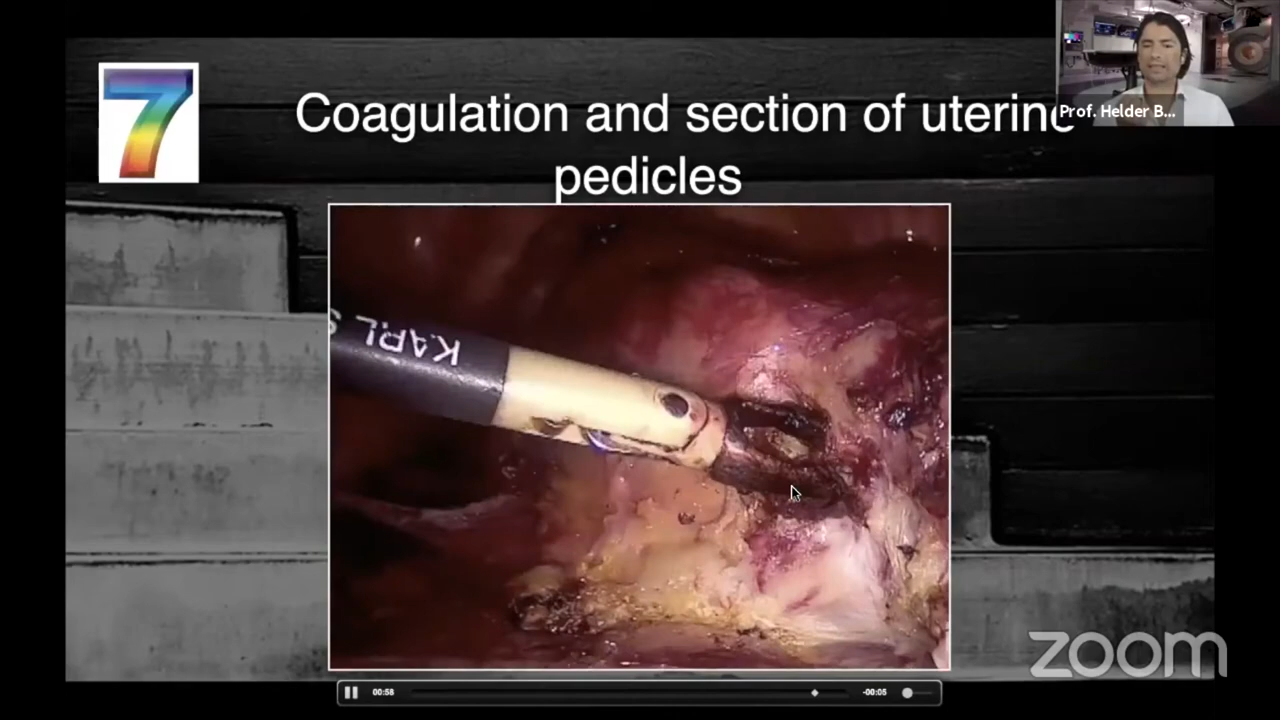 7
Coagulation and section of uterine
pedicles
Prof. Helder B...
KARL S
00:58
-00:05
zoom